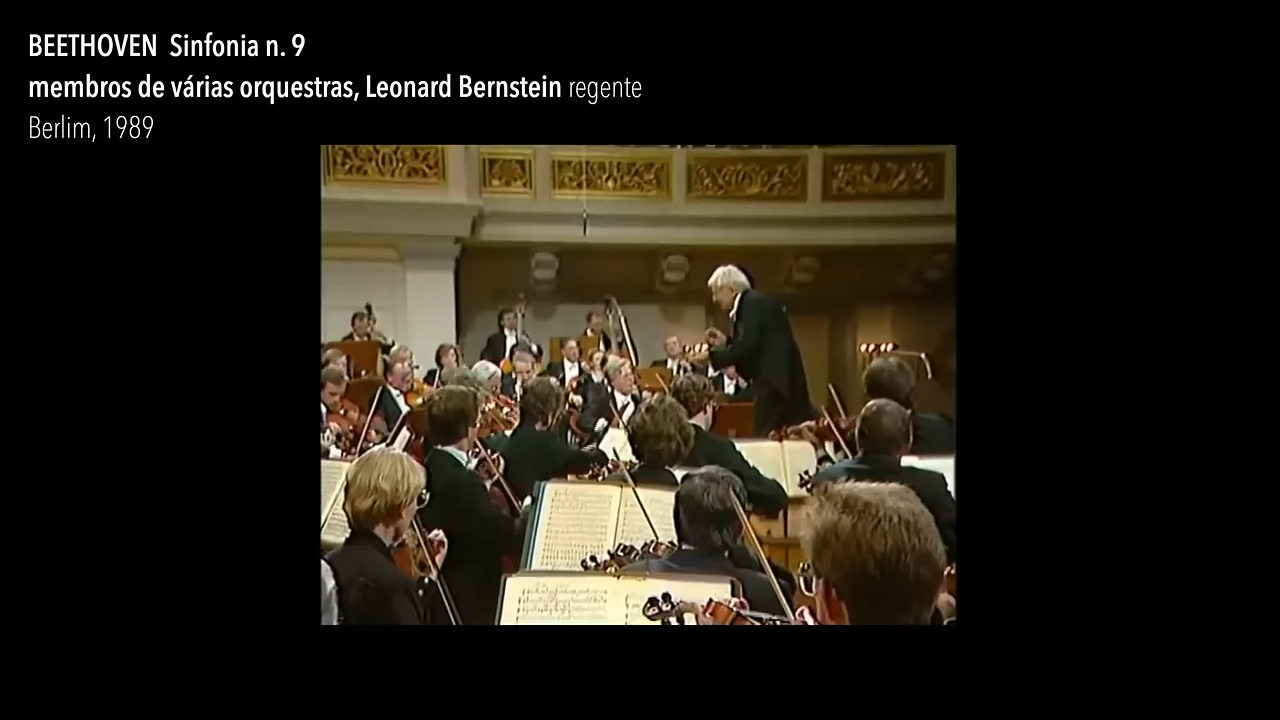 BEETHOVEN Sinfonia n. 9
membros de várias orquestras, Leonard Bernstein regente
Berlim, 1989